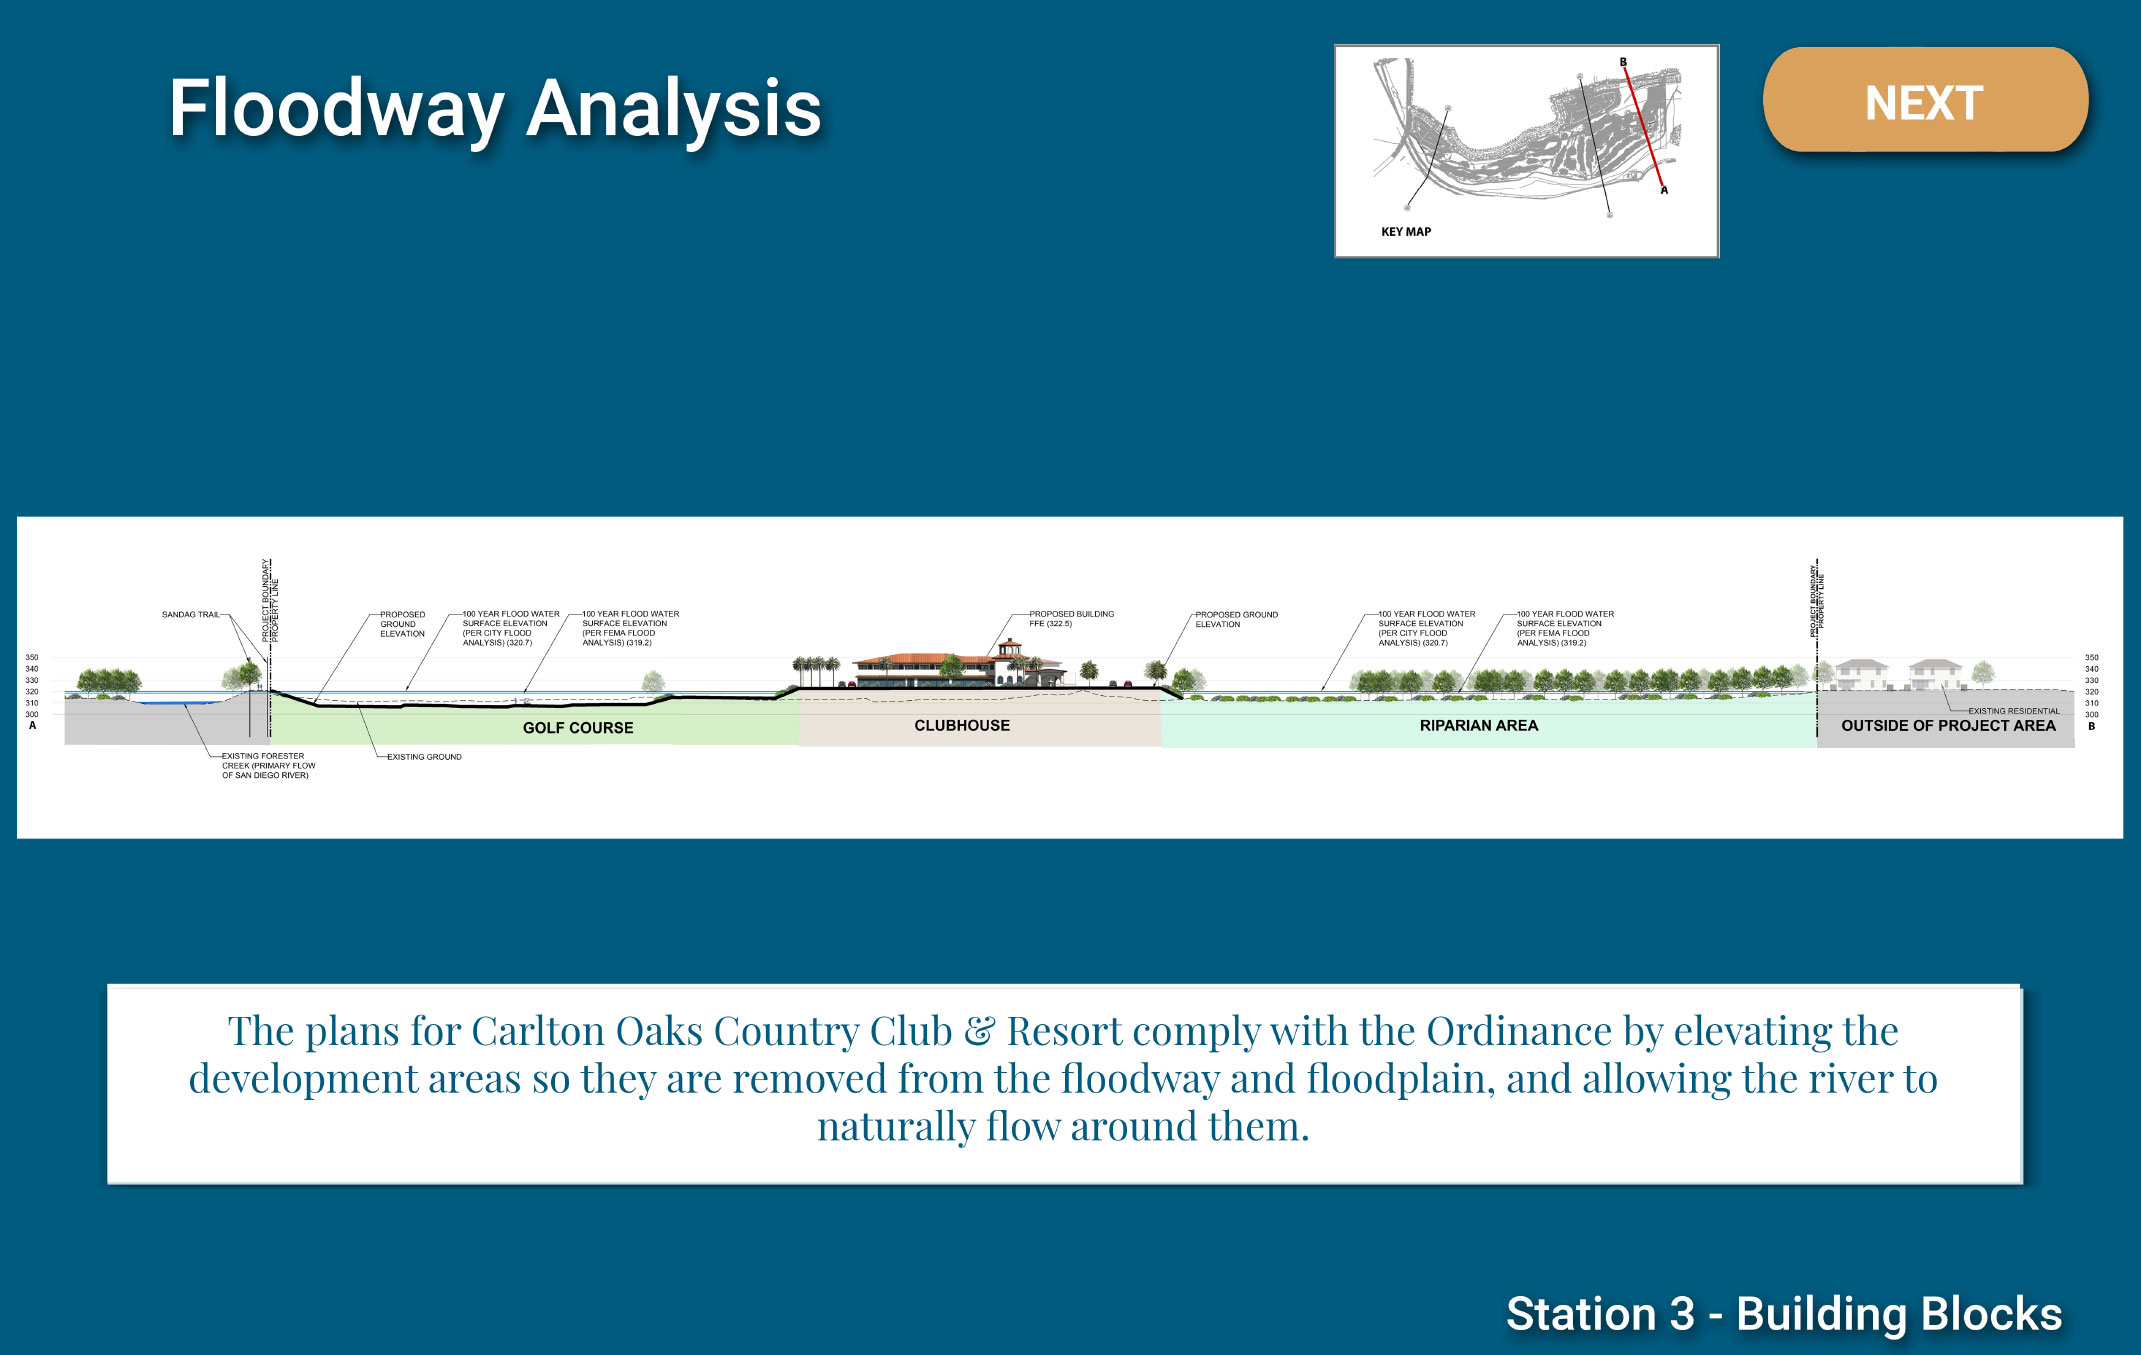 Floodway Analysis
B
A
KEY MAP
NEXT
PROJECT BOUNDARY
PROPERTY LINE
PROJECT BOUNDARY
PROPERTY LINE
SANDAG TRAIL
PROPOSED
GROUND
ELEVATION
100 YEAR FLOOD WATER
SURFACE ELEVATION
(PER CITY FLOOD
ANALYSIS) (320.7)
100 YEAR FLOOD WATER
SURFACE ELEVATION
(PER FEMA FLOOD
ANALYSIS) (319.2)
PROPOSED BUILDING
FFE (322.5)
PROPOSED GROUND
ELEVATION
100 YEAR FLOOD WATER
SURFACE ELEVATION
(PER CITY FLOOD
ANALYSIS) (320.7)
100 YEAR FLOOD WATER
SURFACE ELEVATION
(PER FEMA FLOOD
ANALYSIS) (319.2)
350
340
330
320
310
300
A
350
340
330
320
310
300
B
EXISTING RESIDENTIAL
GOLF COURSE
CLUBHOUSE
RIPARIAN AREA
OUTSIDE OF PROJECT AREA
EXISTING FORESTER
CREEK (PRIMARY FLOW
OF SAN DIEGO RIVER)
EXISTING GROUND
The plans for Carlton Oaks Country Club & Resort comply with the Ordinance by elevating the
development areas so they are removed from the floodway and floodplain, and allowing the river to
naturally flow around them.
Station 3 - Building Blocks